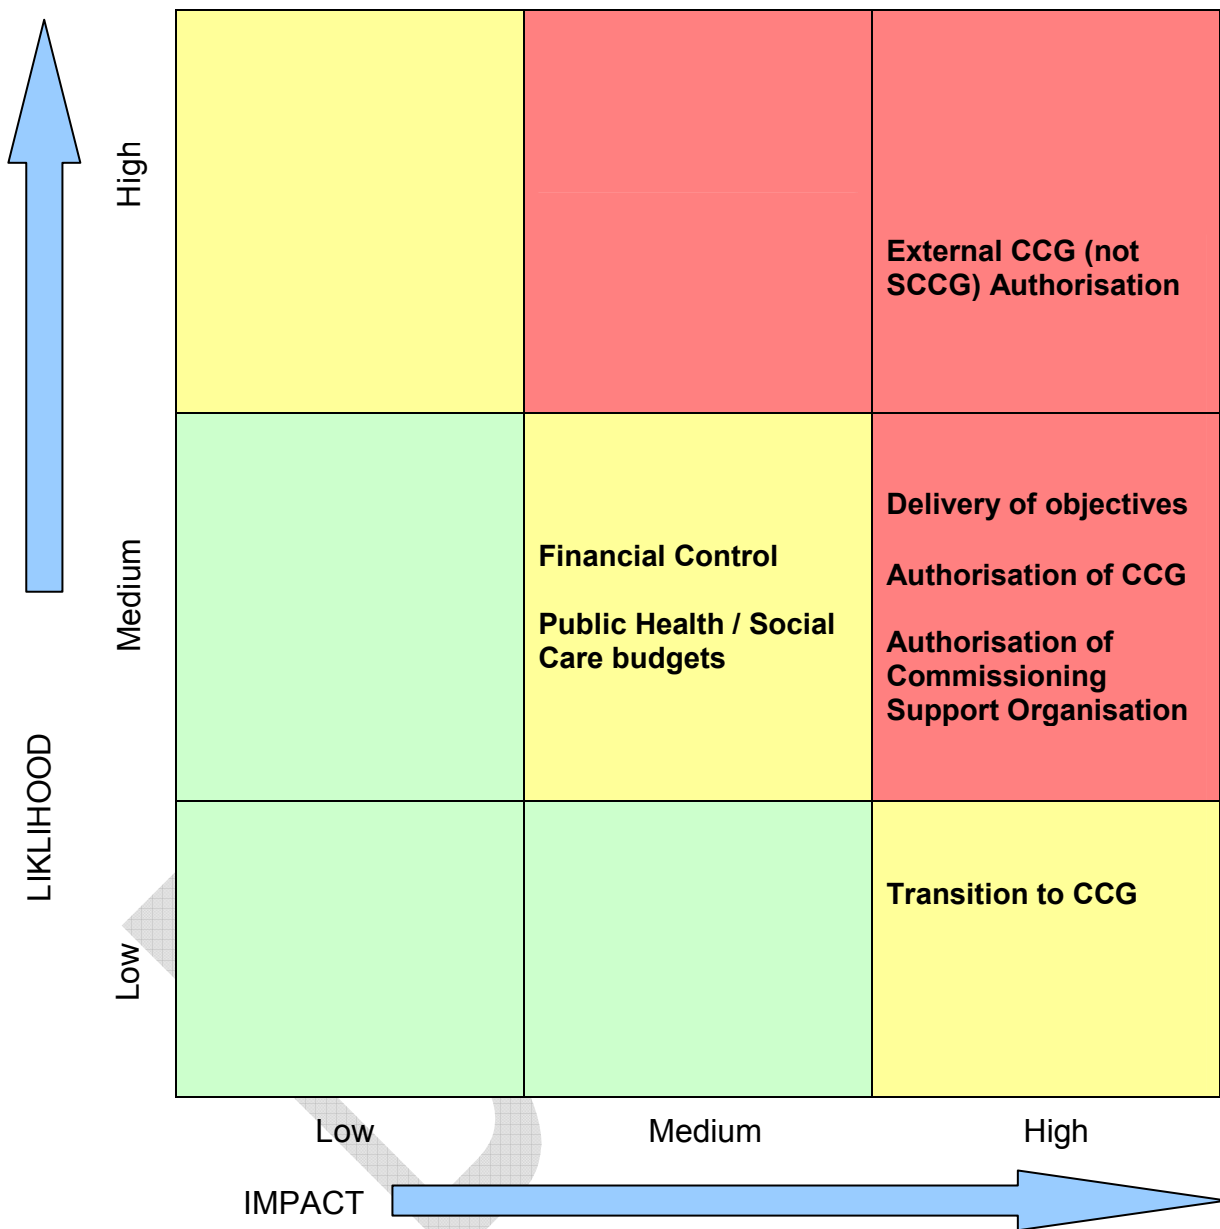 High
External CCG (not
SCCG) Authorisation
Medium
Financial Control
Public Health / Social
Care budgets
Delivery of objectives
Authorisation of CCG
Authorisation of
Commissioning
Support Organisation
LIKLIHOOD
Low
Transition to CCG
Low
Medium
High
IMPACT